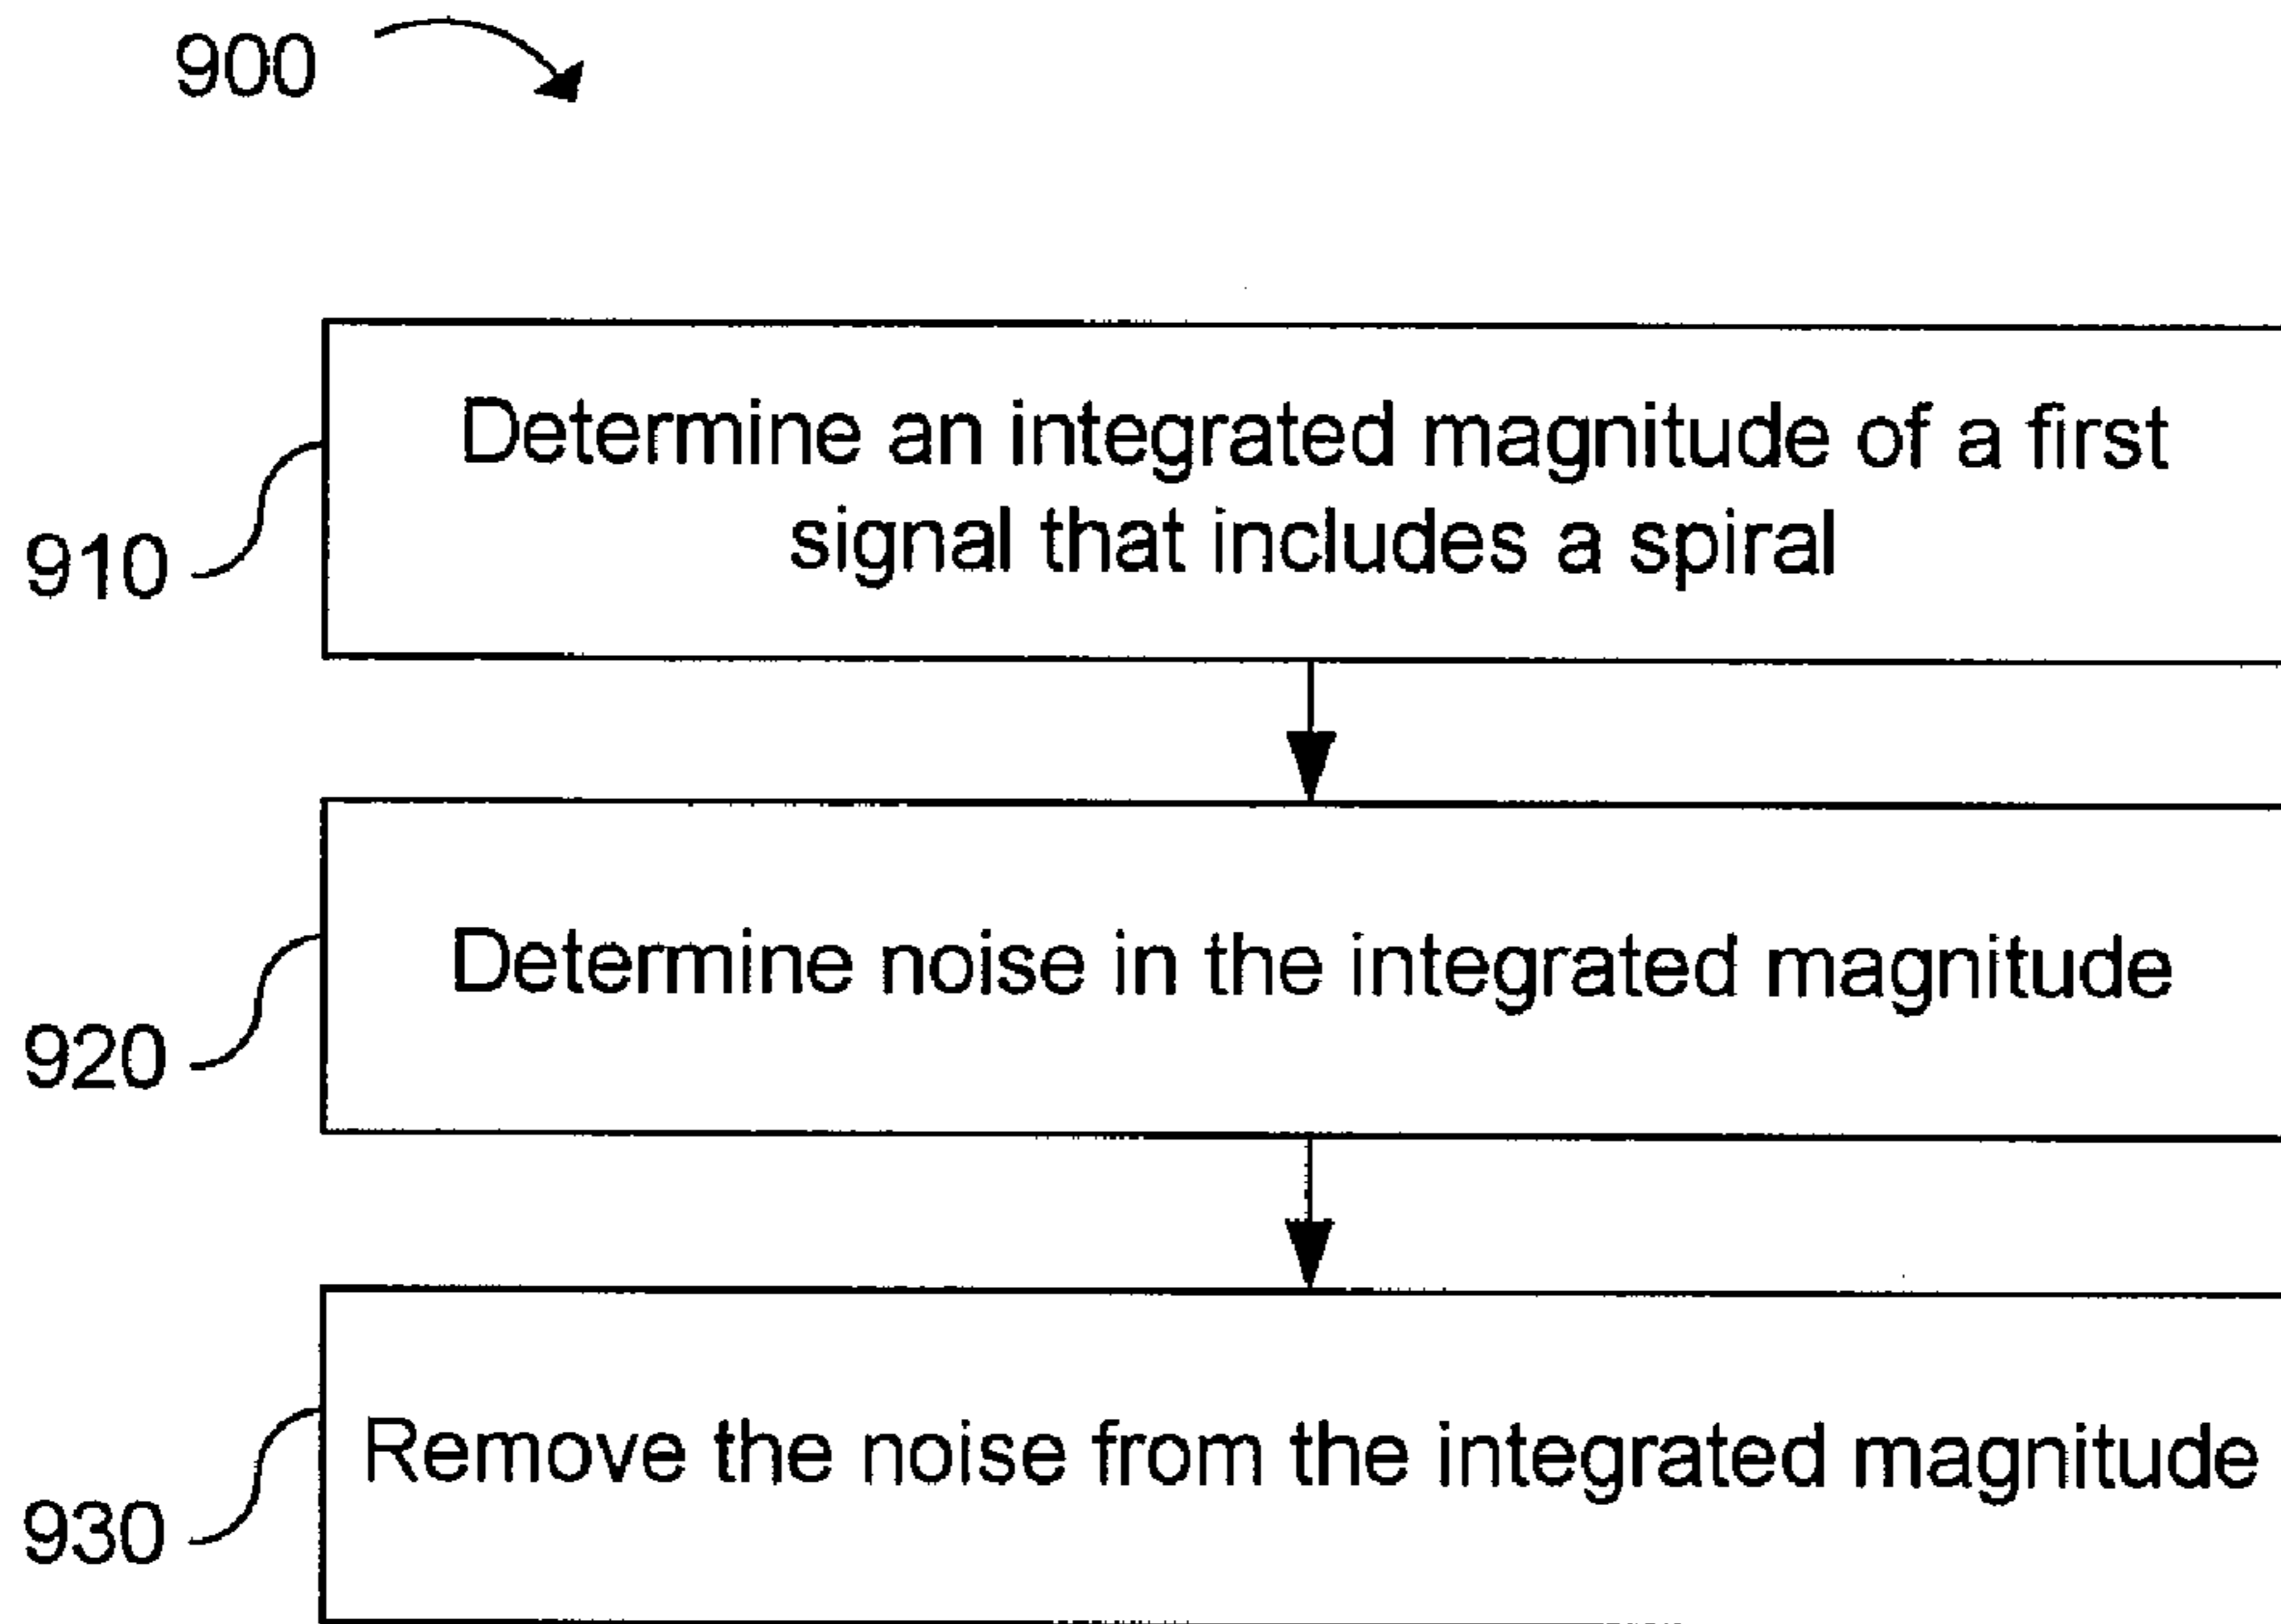 900
Determine an integrated magnitude of a first
signal that includes a spiral
910
Determine noise in the integrated magnitude
920
Remove the noise from the integrated magnitude
930